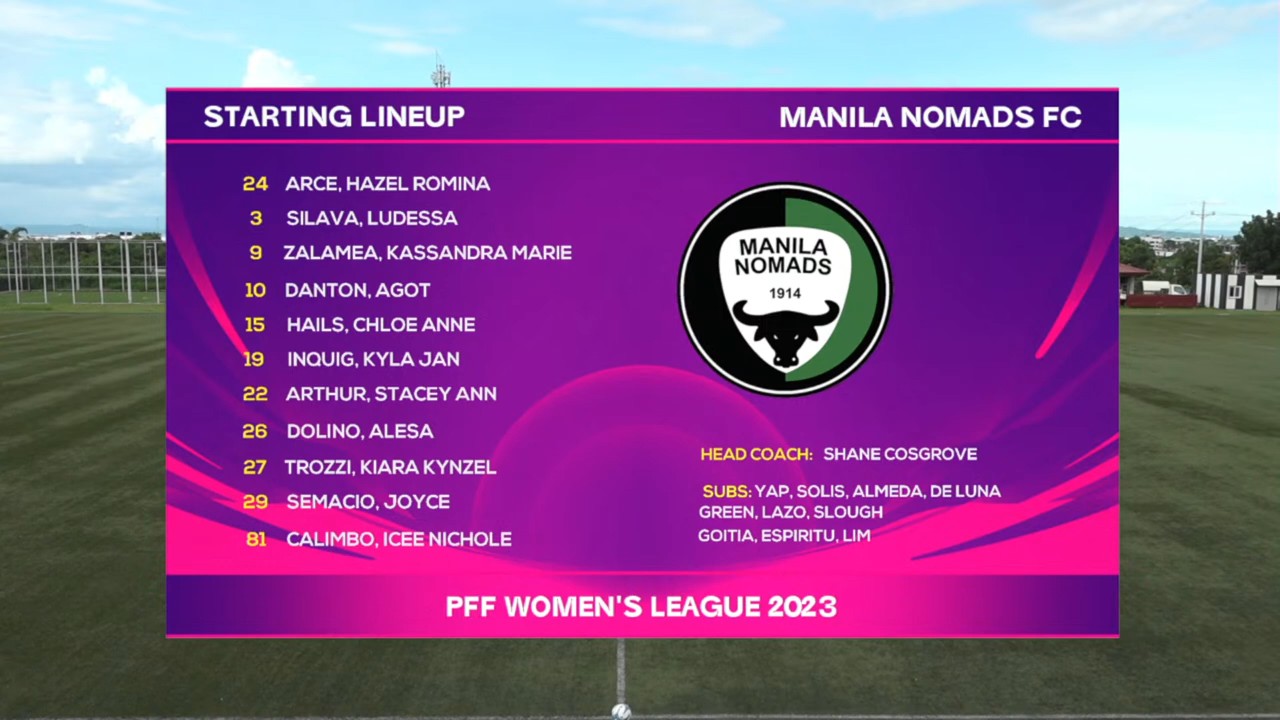 STARTING LINEUP
MANILA NOMADS FC
24 ARCE, HAZEL ROMINA
3 SILAVA, LUDESSA
9 ZALAMEA, KASSANDRA MARIE
10 DANTON, AGOT
15 HAILS, CHLOE ANNE
19 INQUIG, KYLA JAN
22 ARTHUR, STACEY ANN
26 DOLINO, ALESA
27 TROZZI, KIARA KYNZEL
29 SEMACIO, JOYCE
81 CALIMBO, ICEE NICHOLE
MANILA
NOMADS
1914
HEAD COACH: SHANE COSGROVE
SUBS: YAP, SOLIS, ALMEDA, DE LUNA
GREEN, LAZO, SLOUGH
GOITIA, ESPIRITU, LIM
PFF WOMEN'S LEAGUE 2023